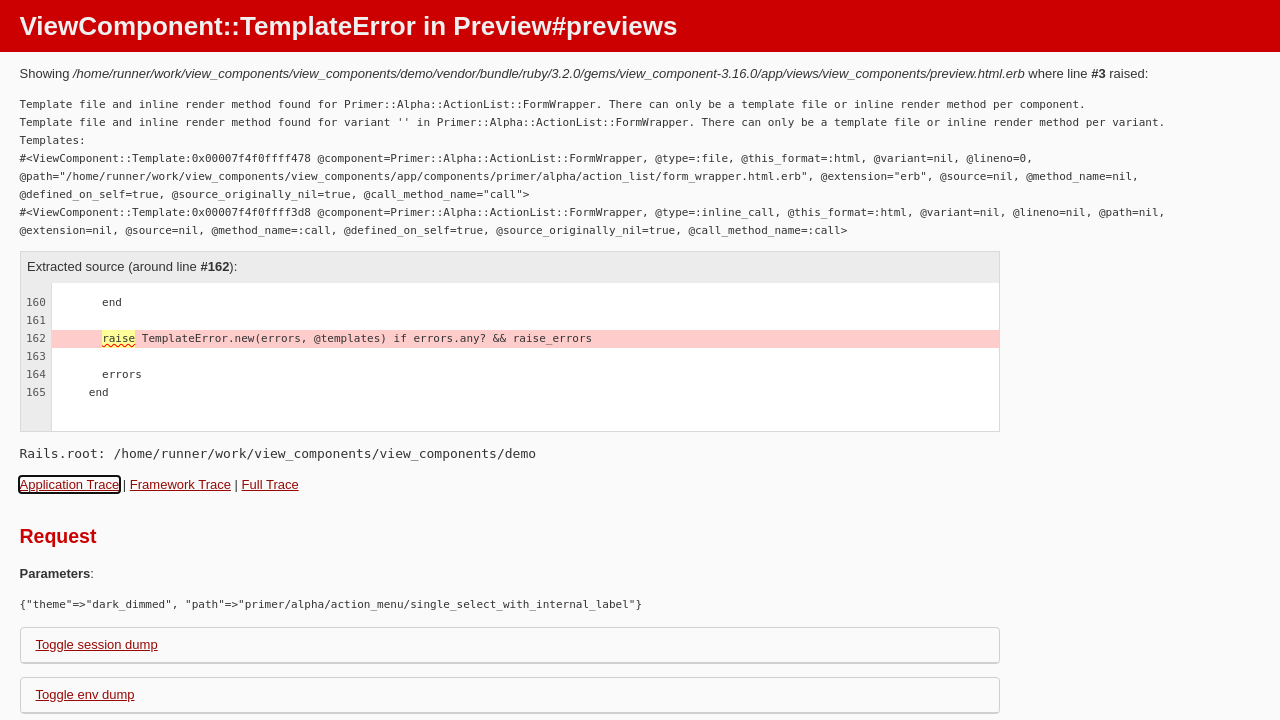 ViewComponent::TemplateError in Preview#previews
Showing /home/runner/work/view_components/view_components/demo/vendor/bundle/ruby/3.2.0/gems/view_component-3.16.0/app/views/view_components/preview.html.erb where line #3 raised:
Template file and inline render method found for Primer::Alpha::ActionList::FormWrapper. There can only be a template file or inline render method per component.
Template file and inline render method found for variant '' in Primer::Alpha::ActionList::FormWrapper. There can only be a template file or inline render method per variant.
Templates:
#<ViewComponent::Template:0x00007f4f0ffff478 @component=Primer::Alpha::ActionList::FormWrapper, @type=:file, @this_format=:html, @variant=nil, @lineno=0,
@path="/home/runner/work/view_components/view_components/app/components/primer/alpha/action_list/form_wrapper.html.erb", @extension="erb", @source=nil, @method_name=nil,
@defined_on_self=true, @source_originally_nil=true, @call_method_name="call">
#<ViewComponent::Template:0x00007f4f0ffff3d8 @component=Primer::Alpha::ActionList::FormWrapper, @type=:inline_call, @this_format=:html, @variant=nil, @lineno=nil, @path=nil,
@extension=nil, @source=nil, @method_name=:call, @defined_on_self=true, @source_originally_nil=true, @call_method_name=:call>
Extracted source (around line #162):
160 end
161
162 raise TemplateError.new(errors, @templates) if errors.any? && raise_errors
163
164 errors
165 end
Rails.root: /home/runner/work/view_components/view_components/demo
Application Trace | Framework Trace | Full Trace
Request
Parameters:
{"theme"=>"dark_dimmed", "path"=>"primer/alpha/action_menu/single_select_with_internal_label"}
Toggle session dump
Toggle env dump